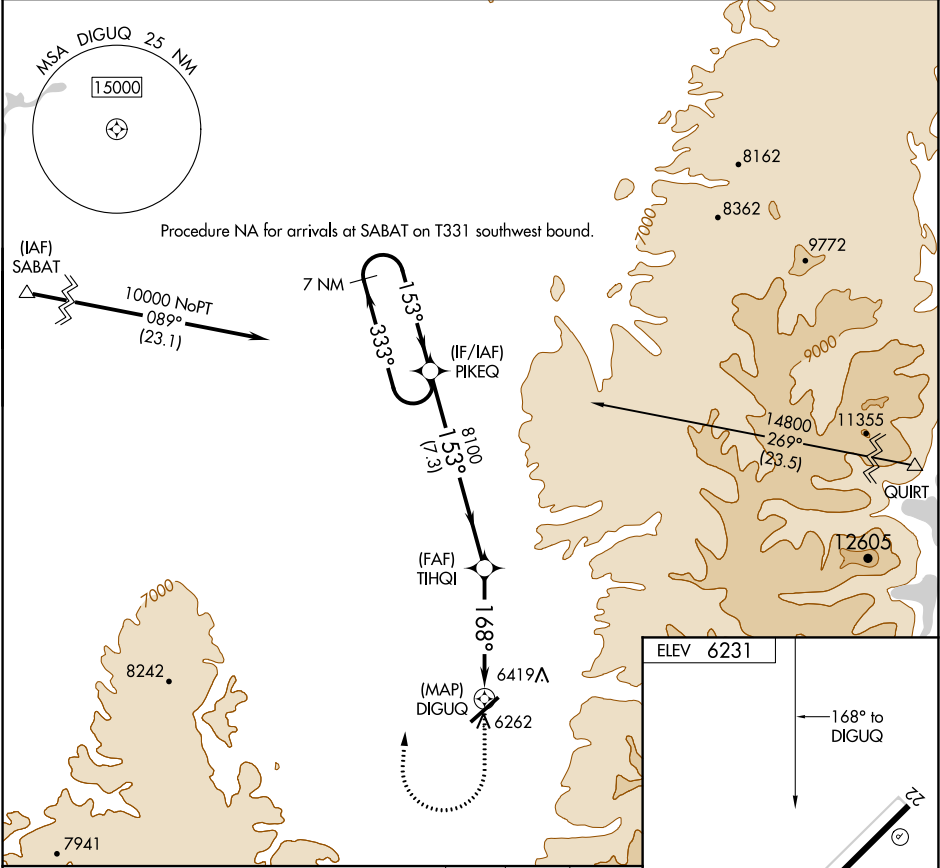 MSA DIGUQ 25 NM
15000
8162
8362
7000
9772
Procedure NA for arrivals at SABAT on T331 southwest bound.
(IAF)
SABAT
10000 NoPT
089°
(23.1)
7 NM
153°
333°
(IF/IAF)
PIKEQ
9000
8100
153°
(7.3)
14800
269°
(23.5)
11355
QUIRT
12605
(FAF)
TIHQI
168°
7000
8242
6419
(MAP)
DIGUQ
6262
7941
ELEV 6231
168° to
DIGUQ
22
P